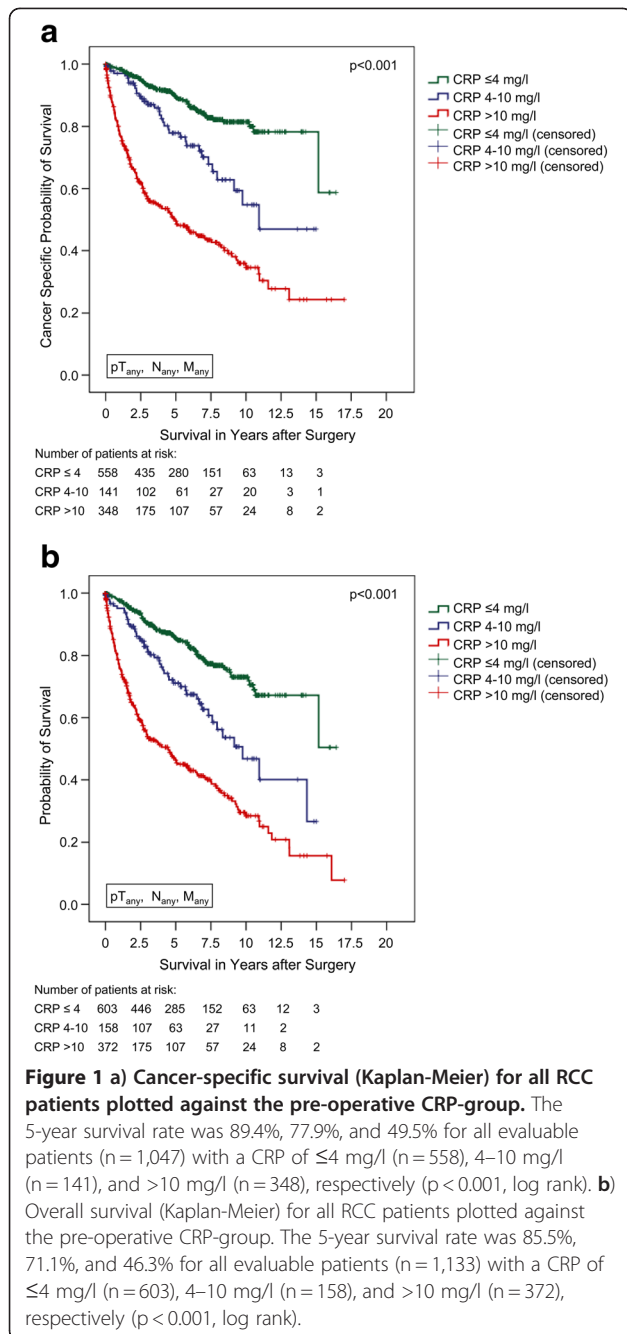 a
p<0.001
CRP ≤4 mg/l
CRP 4-10 mg/l
CRP >10 mg/l
CRP ≤4 mg/l (censored)
CRP 4-10 mg/l (censored)
CRP >10 mg/l (censored)
Cancer Specific Probability of Survival
1.0
0.8
0.6
0.4
0.2
0.0
pTany, Nany, Many
0 2.5 5 7.5 10 12.5 15 17.5 20
Survival in Years after Surgery
Number of patients at risk:
CRP ≤ 4 558 435 280 151 63 13 3
CRP 4-10 141 102 61 27 20 3 1
CRP >10 348 175 107 57 24 8 2
b
p<0.001
CRP ≤4 mg/l
CRP 4-10 mg/l
CRP >10 mg/l
CRP ≤4 mg/l (censored)
CRP 4-10 mg/l (censored)
CRP >10 mg/l (censored)
Probability of Survival
1.0
0.8
0.6
0.4
0.2
0.0
pTany, Nany, Many
0 2.5 5 7.5 10 12.5 15 17.5 20
Survival in Years after Surgery
Number of patients at risk:
CRP ≤ 4 603 446 285 152 63 12 3
CRP 4-10 158 107 63 27 11 2
CRP >10 372 175 107 57 24 8 2
Figure 1 a) Cancer-specific survival (Kaplan-Meier) for all RCC
patients plotted against the pre-operative CRP-group. The
5-year survival rate was 89.4%, 77.9%, and 49.5% for all evaluable
patients (n = 1,047) with a CRP of ≤4 mg/l (n = 558), 4–10 mg/l
(n = 141), and >10 mg/l (n = 348), respectively (p < 0.001, log rank). b)
Overall survival (Kaplan-Meier) for all RCC patients plotted against
the pre-operative CRP-group. The 5-year survival rate was 85.5%,
71.1%, and 46.3% for all evaluable patients (n = 1,133) with a CRP of
≤4 mg/l (n = 603), 4–10 mg/l (n = 158), and >10 mg/l (n = 372),
respectively (p < 0.001, log rank).